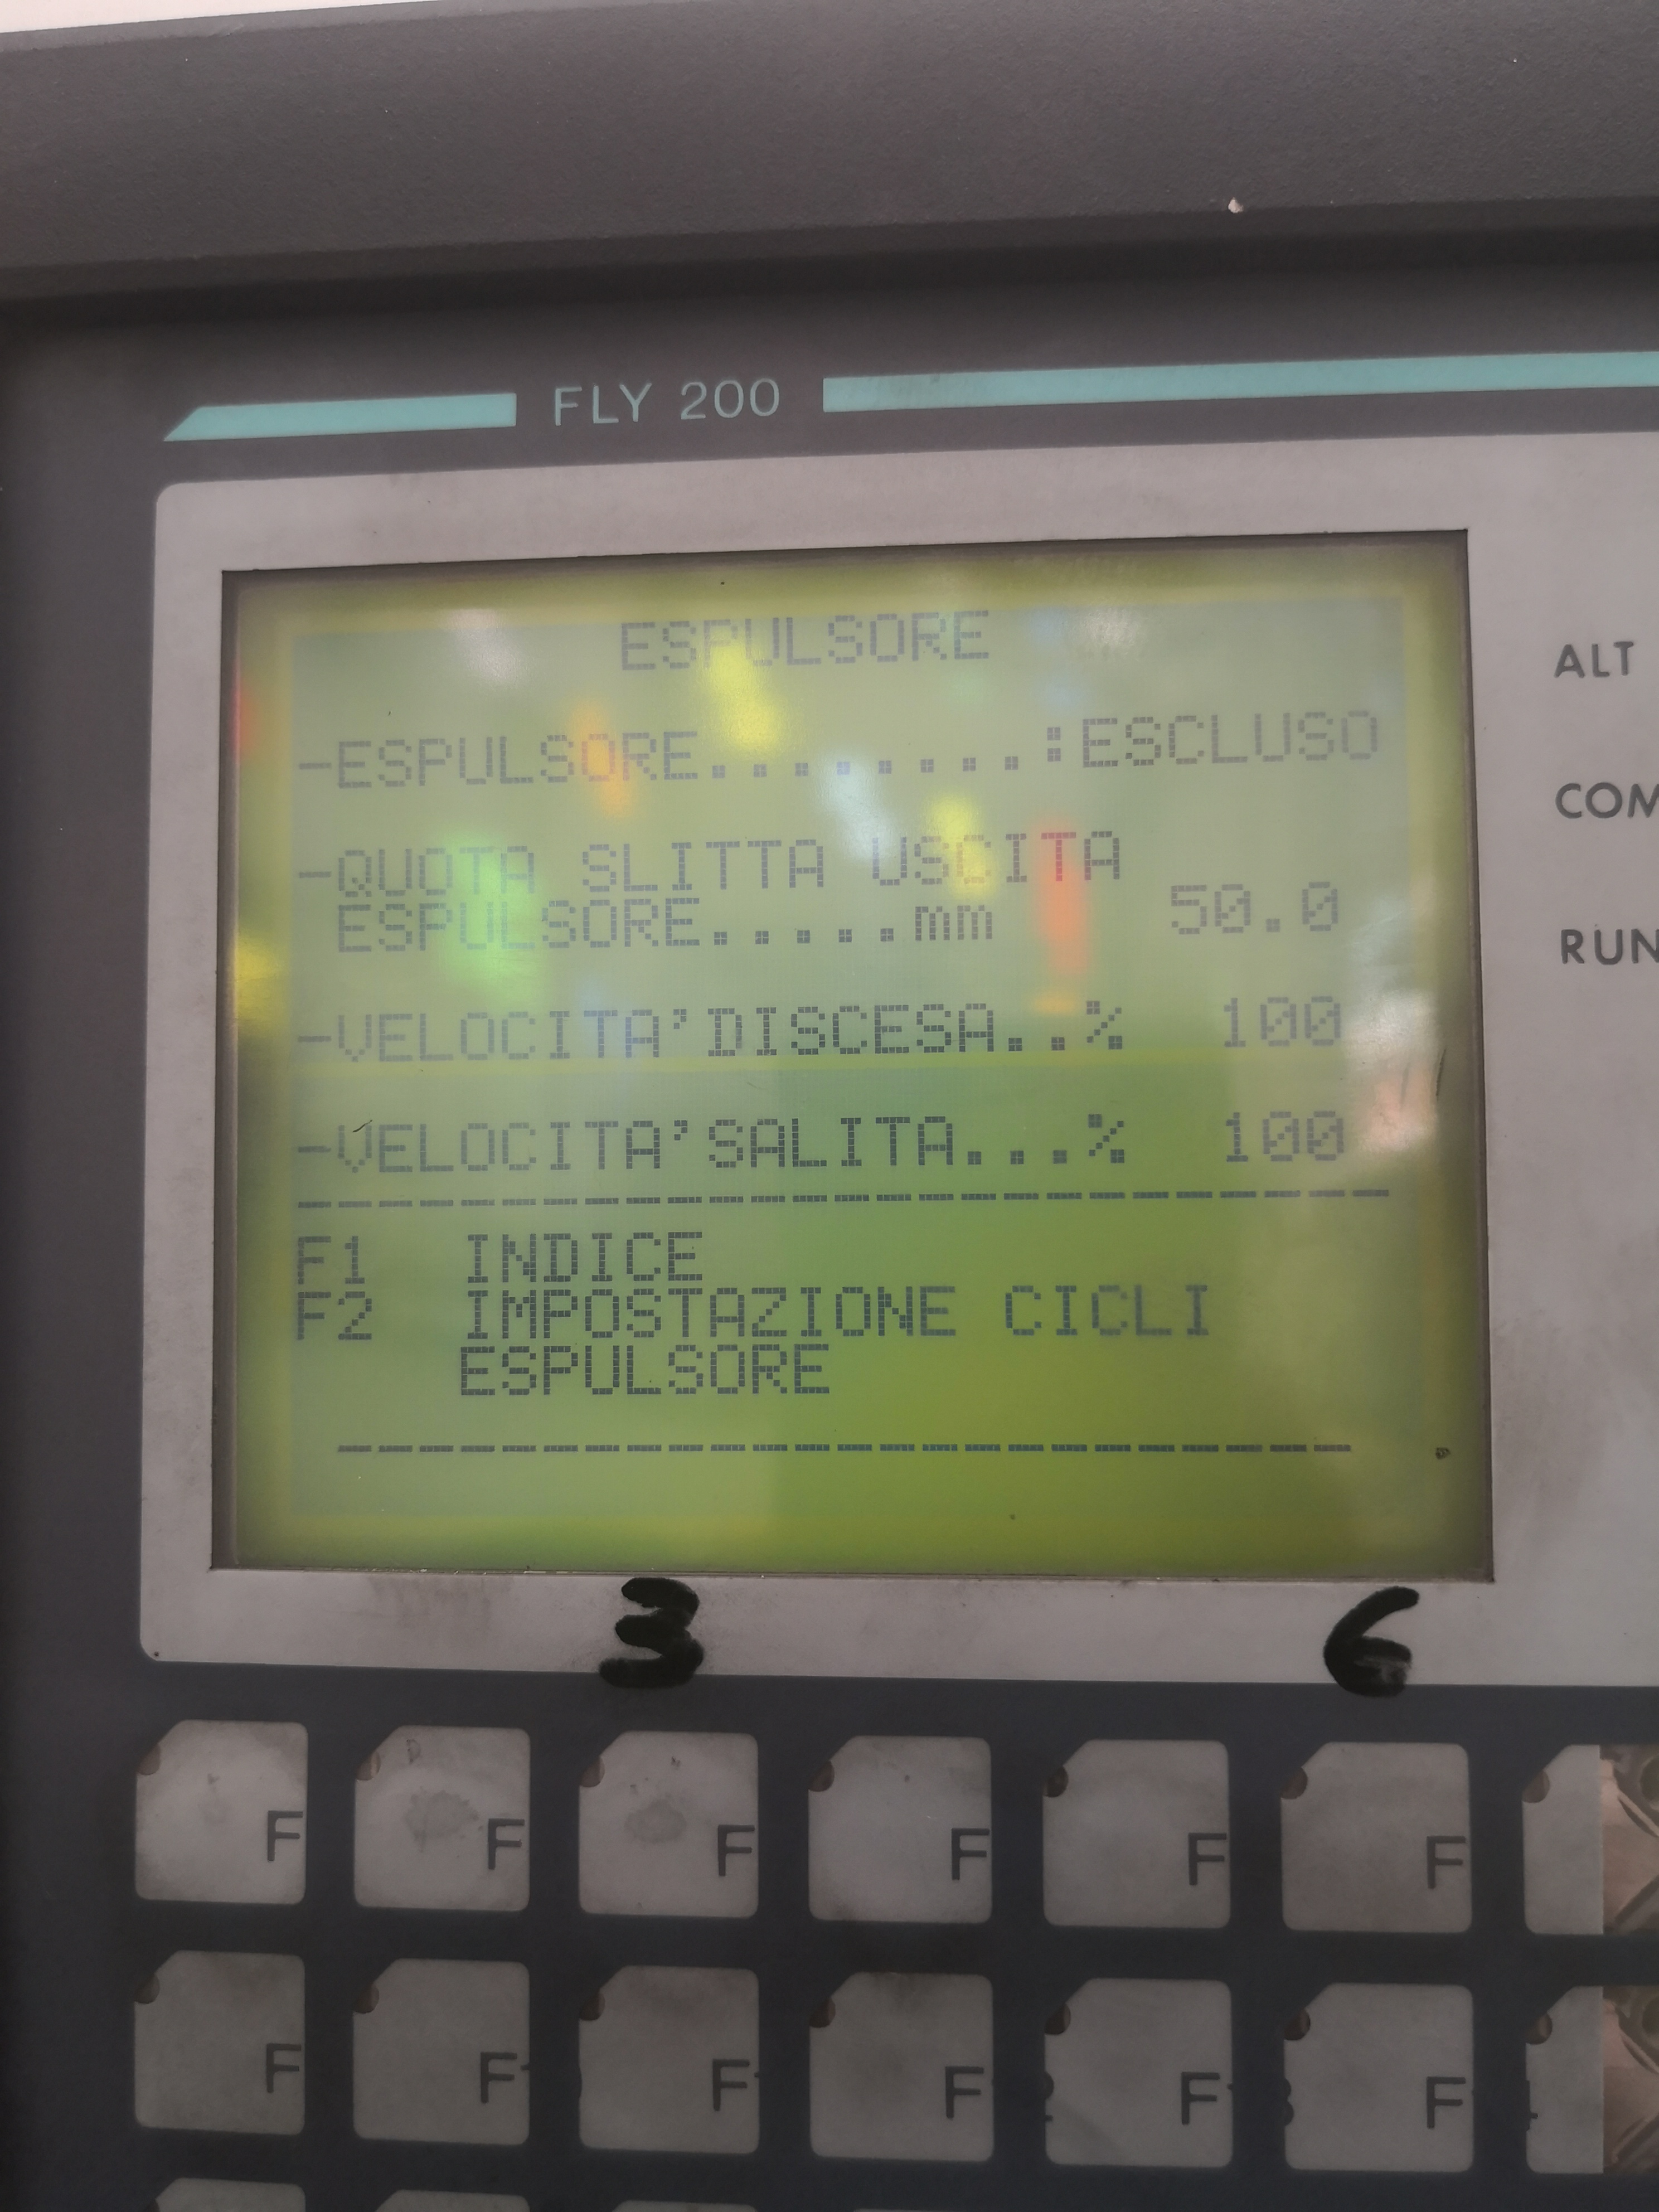 FLY 200
ESPULSORE
-ESPULSORE........:ESCLUSO
-QUOTA SLITTA USCITA
ESPULSORE.....mm 50.0
-VELOCITA'DISCESA..% 100
-VELOCITA'SALITA...% 100
--------------------------
F1 INDICE
F2 IMPOSTAZIONE CICLI
ESPULSORE
------------------------
ALT
COM
RUN
3 6
F F F F F F
F F F F F F